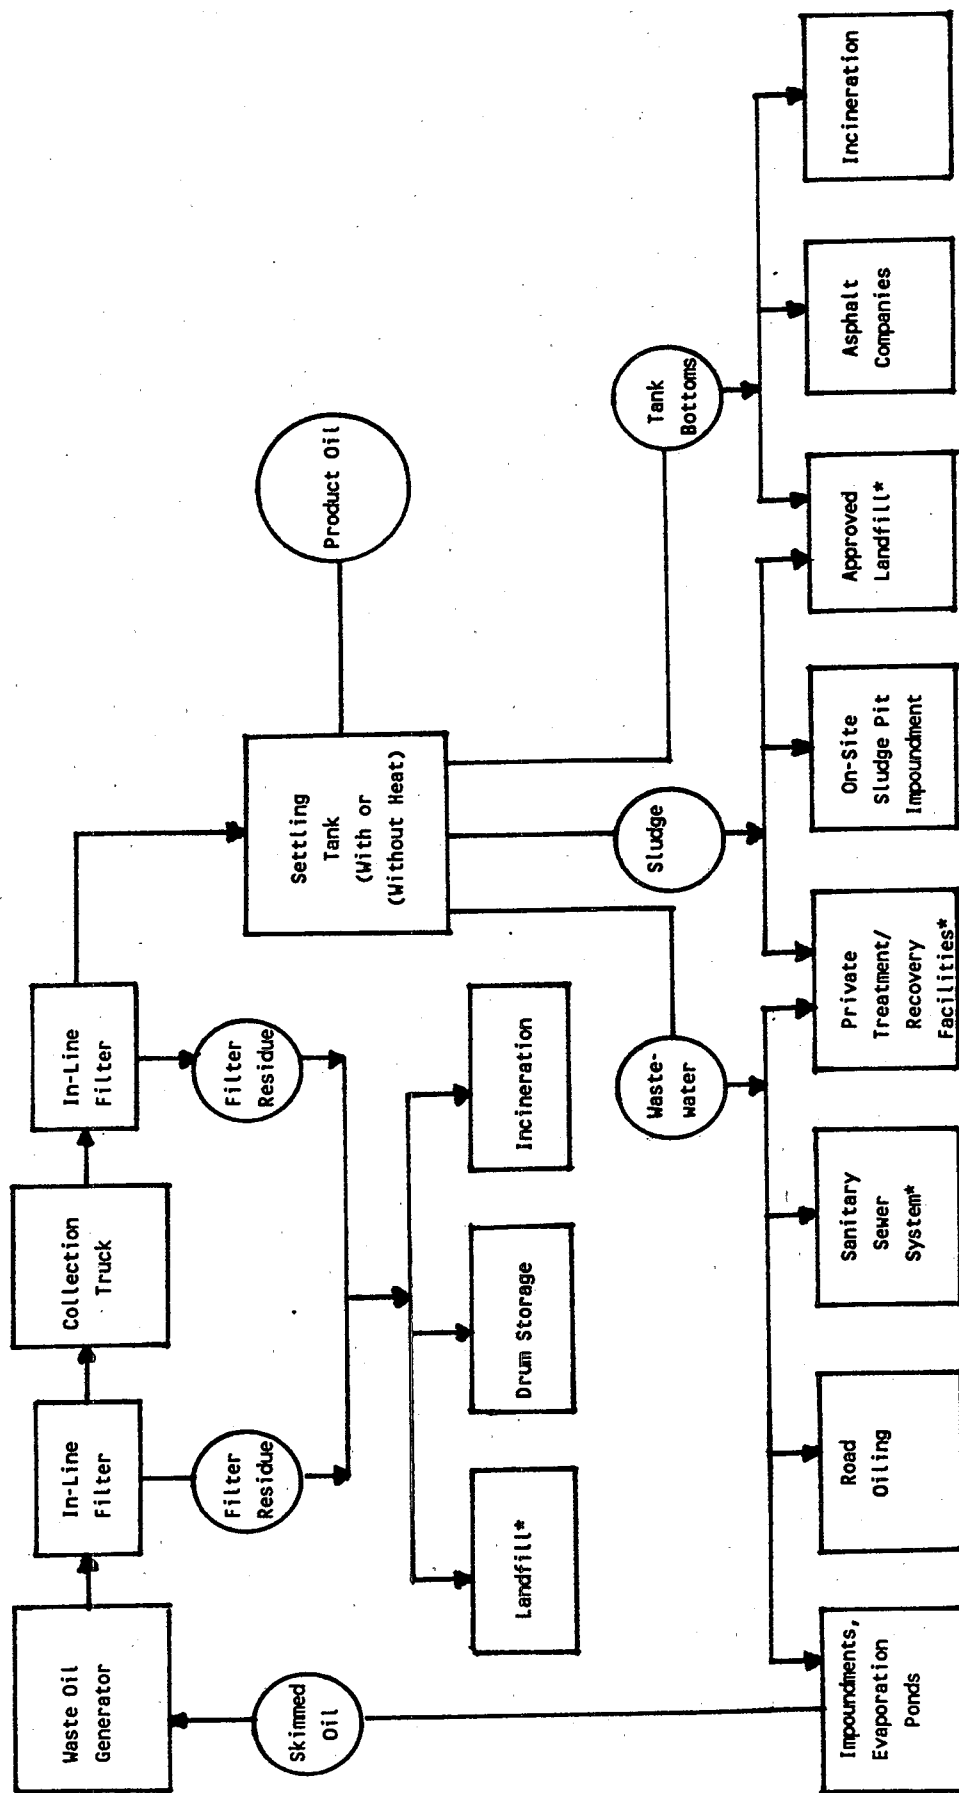 Waste Oil
Generator
In-Line
Filter
Collection
Truck
In-Line
Filter
Skimmed
Oil
Filter
Residue
Filter
Residue
Settling
Tank
(With or
(Without Heat)
Product Oil
Landfill*
Drum Storage
Incineration
Waste-
water
Sludge
Tank
Bottoms
Impoundments,
Evaporation
Ponds
Road
Oiling
Sanitary
Sewer
System*
Private
Treatment/
Recovery
Facilities*
On-Site
Sludge Pit
Impoundment
Approved
Landfill*
Asphalt
Companies
Incineration